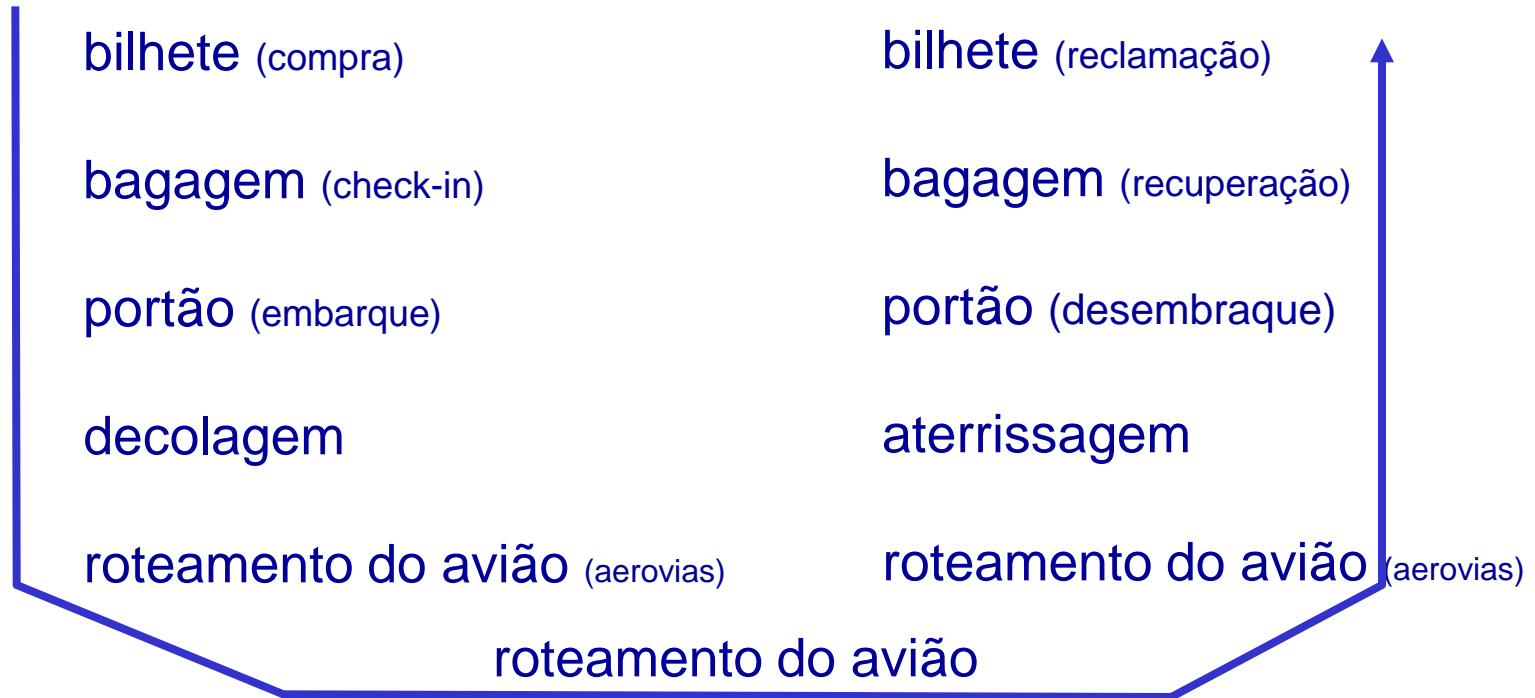 bilhete (compra)
bagagem (check-in)
portão (embarque)
decolagem
roteamento do avião (aerovias)
bilhete (reclamação)
bagagem (recuperação)
portão (desembraque)
aterrissagem
roteamento do avião (aerovias)
roteamento do avião